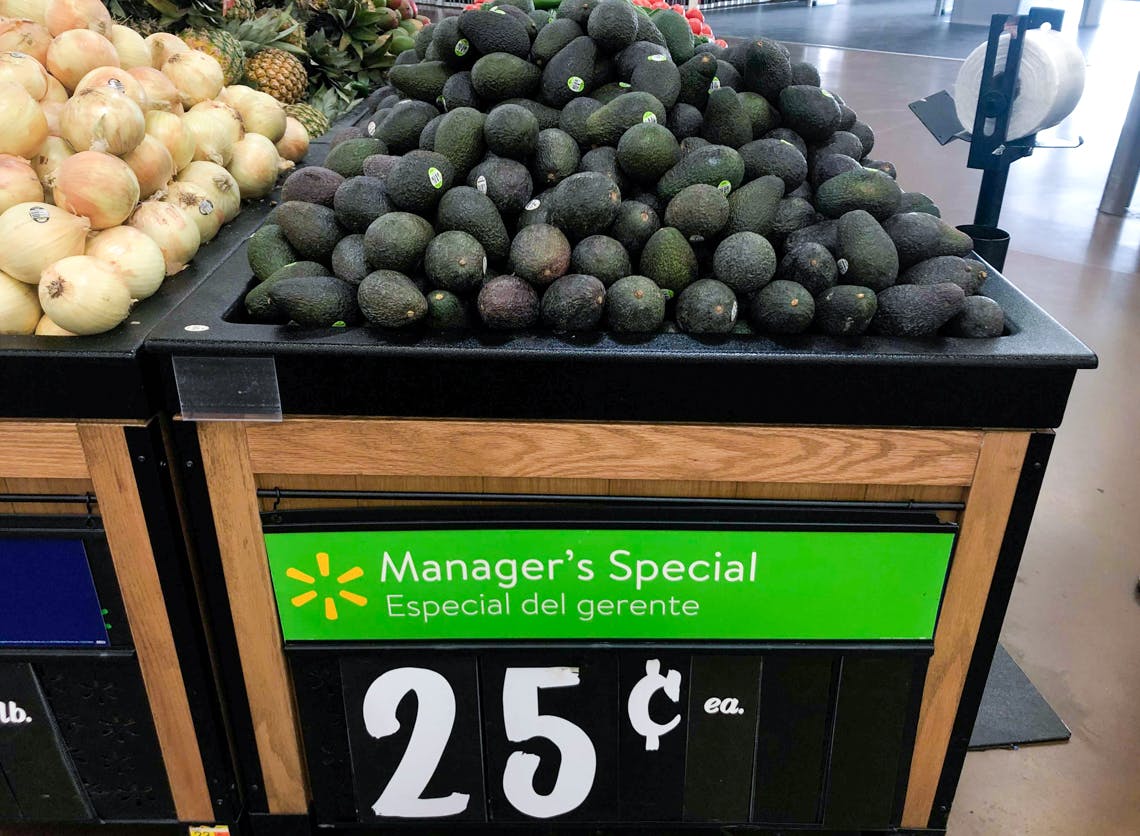 Manager's Special
Especial del gerente
25¢ ea.
lb.